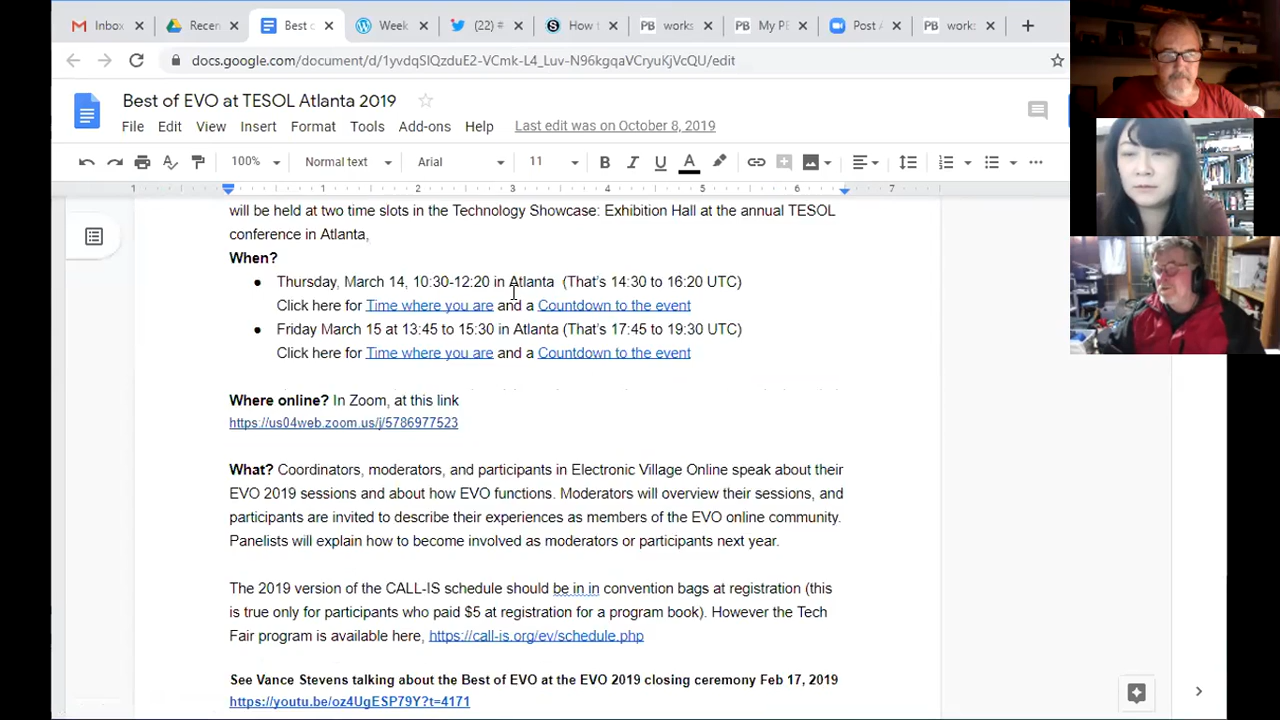 Inbox
Recen
Best c
Week
(22) #
How t
PB works
PB My PE
Post A
PB work:
docs.google.com/document/d/1yvdqSlQzduE2-VCmk-L4_Luv-N96kgqaVCryuKjVcQU/edit
Best of EVO at TESOL Atlanta 2019
File Edit View Insert Format Tools Add-ons Help Last edit was on October 8, 2019
100% Normal text Arial 11 B I U A
1 1 2 3 4 5 6 7
will be held at two time slots in the Technology Showcase: Exhibition Hall at the annual TESOL
conference in Atlanta,
When?
● Thursday, March 14, 10:30-12:20 in Atlanta (That's 14:30 to 16:20 UTC)
Click here for Time where you are and a Countdown to the event
● Friday March 15 at 13:45 to 15:30 in Atlanta (That's 17:45 to 19:30 UTC)
Click here for Time where you are and a Countdown to the event
Where online? In Zoom, at this link
https://us04web.zoom.us/j/5786977523
What? Coordinators, moderators, and participants in Electronic Village Online speak about their
EVO 2019 sessions and about how EVO functions. Moderators will overview their sessions, and
participants are invited to describe their experiences as members of the EVO online community.
Panelists will explain how to become involved as moderators or participants next year.
The 2019 version of the CALL-IS schedule should be in in convention bags at registration (this
is true only for participants who paid $5 at registration for a program book). However the Tech
Fair program is available here, https://call-is.org/ev/schedule.php
See Vance Stevens talking about the Best of EVO at the EVO 2019 closing ceremony Feb 17, 2019
https://youtu.be/oz4UgESP79Y?t=4171